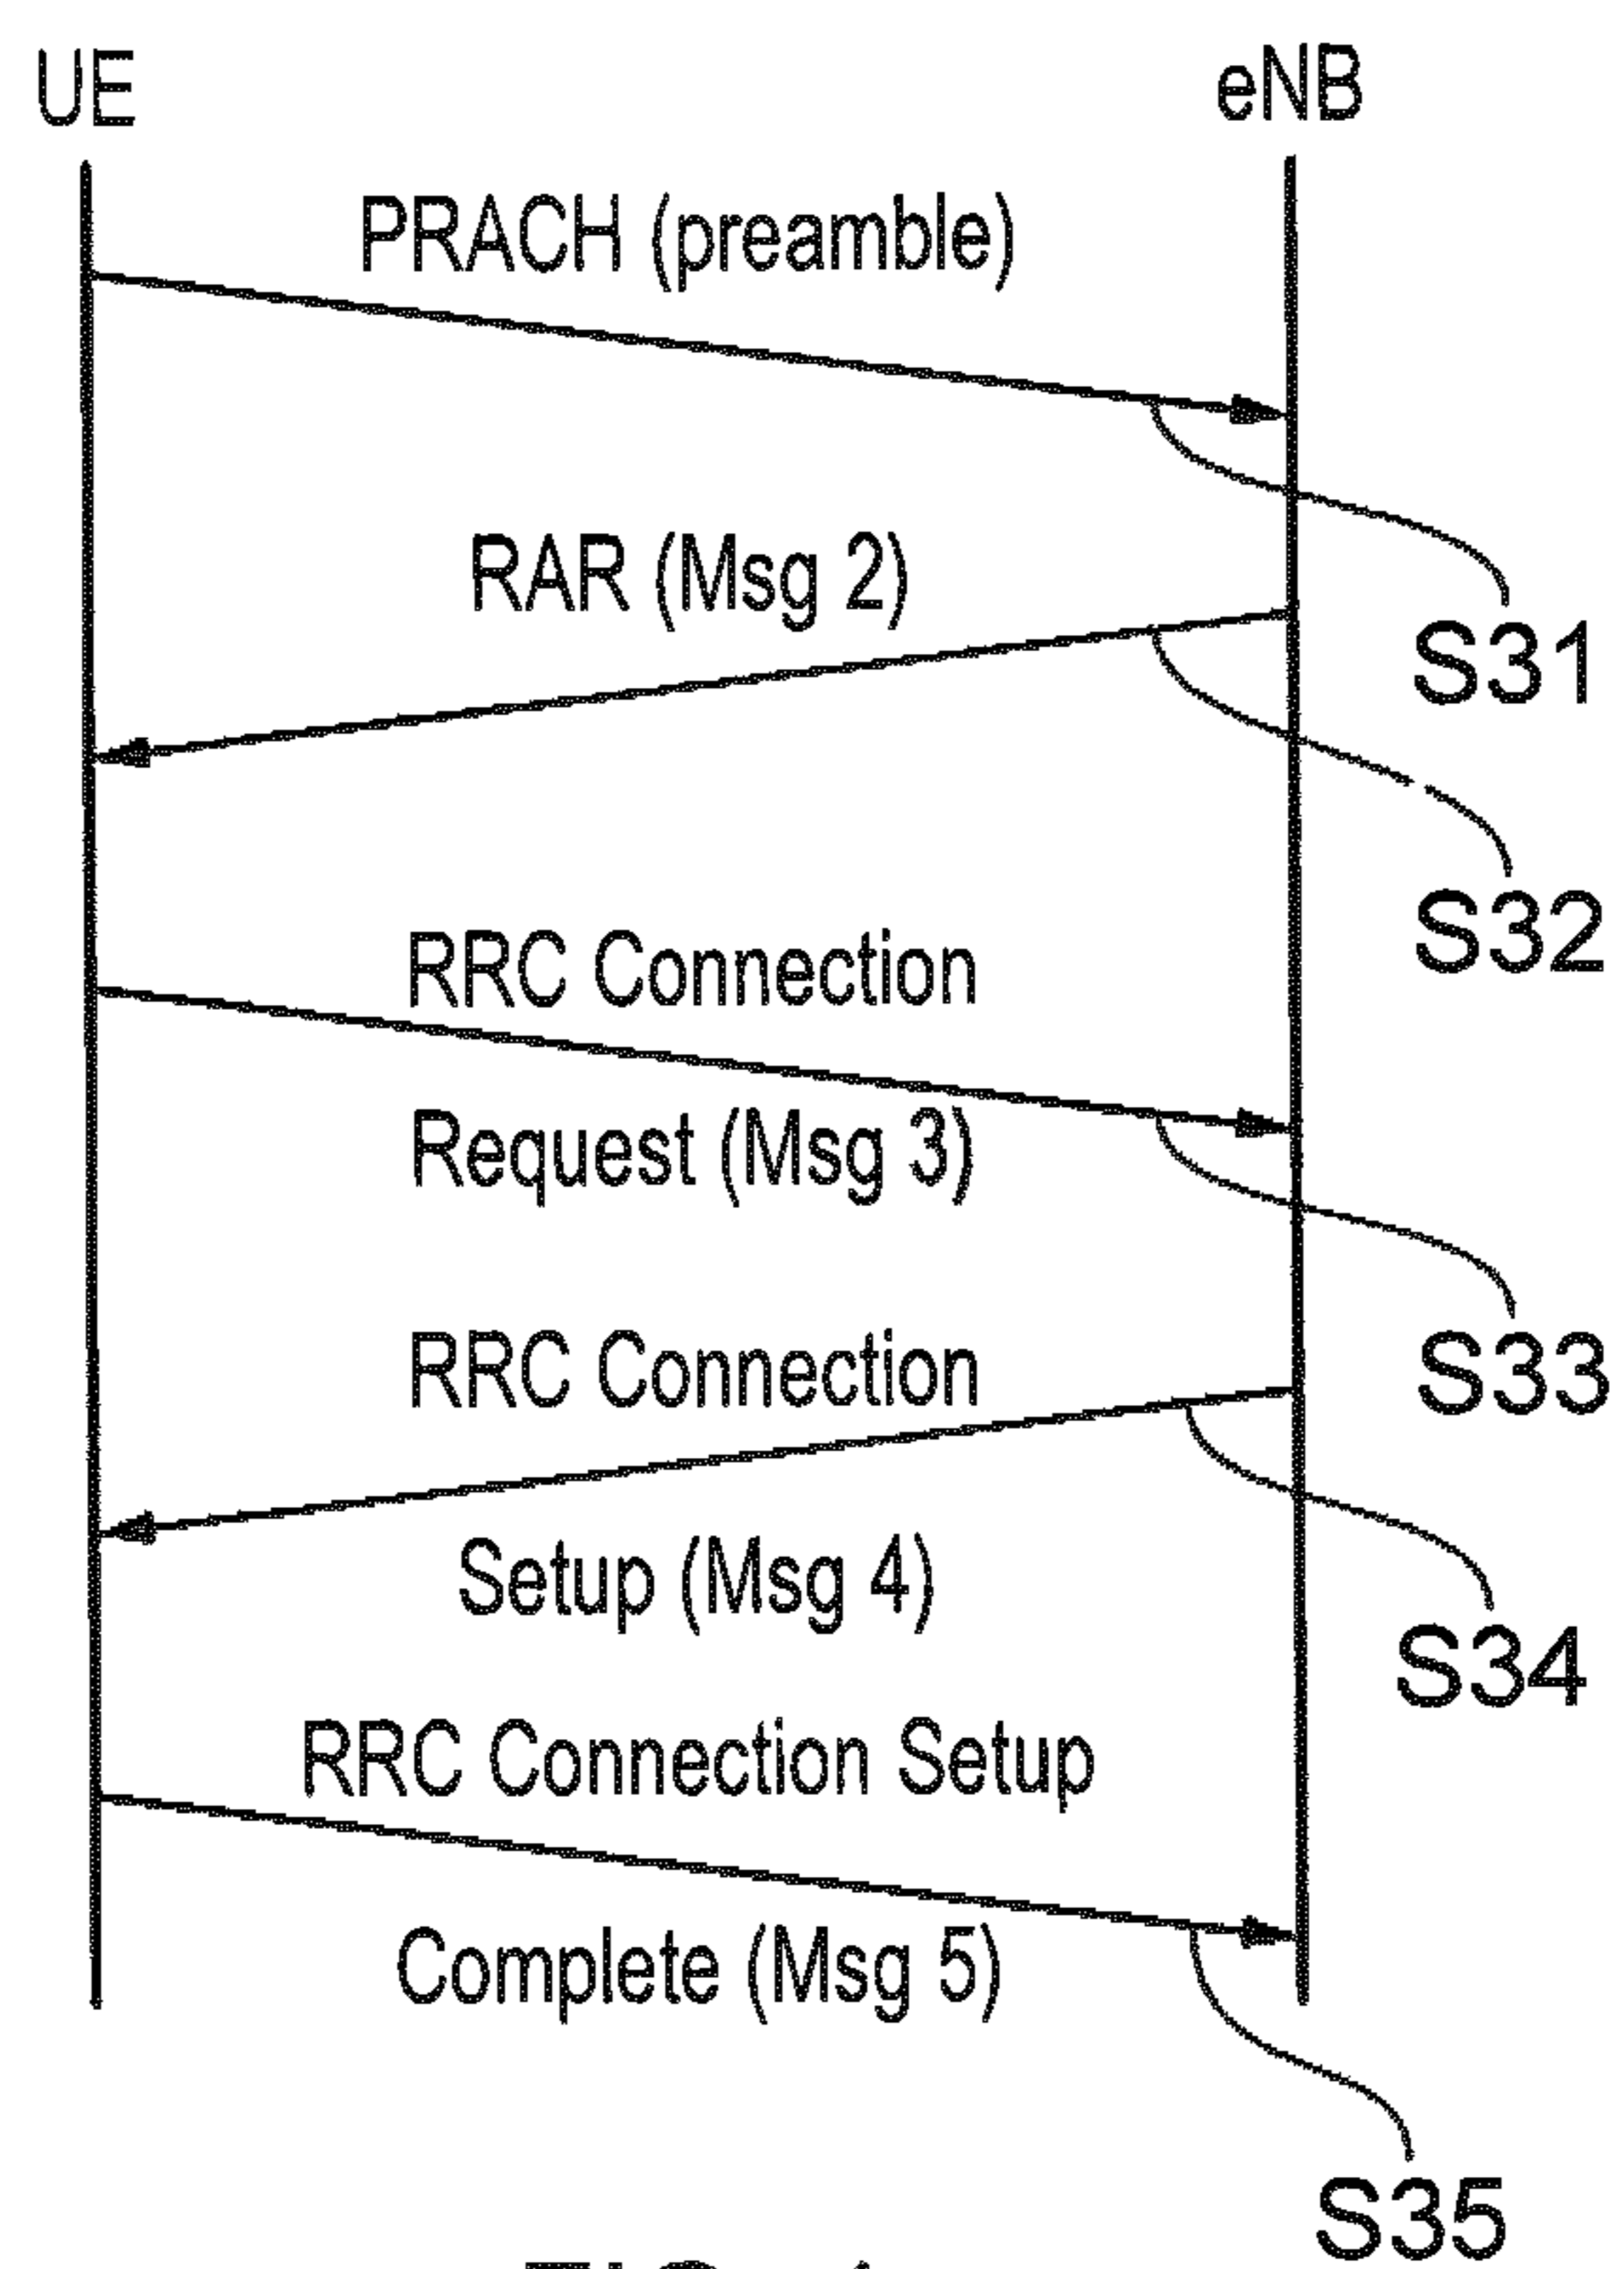 UE
eNB
PRACH (preamble)
RAR (Msg 2)
S31
S32
RRC Connection
Request (Msg 3)
S33
RRC Connection
Setup (Msg 4)
S34
RRC Connection Setup
Complete (Msg 5)
S35